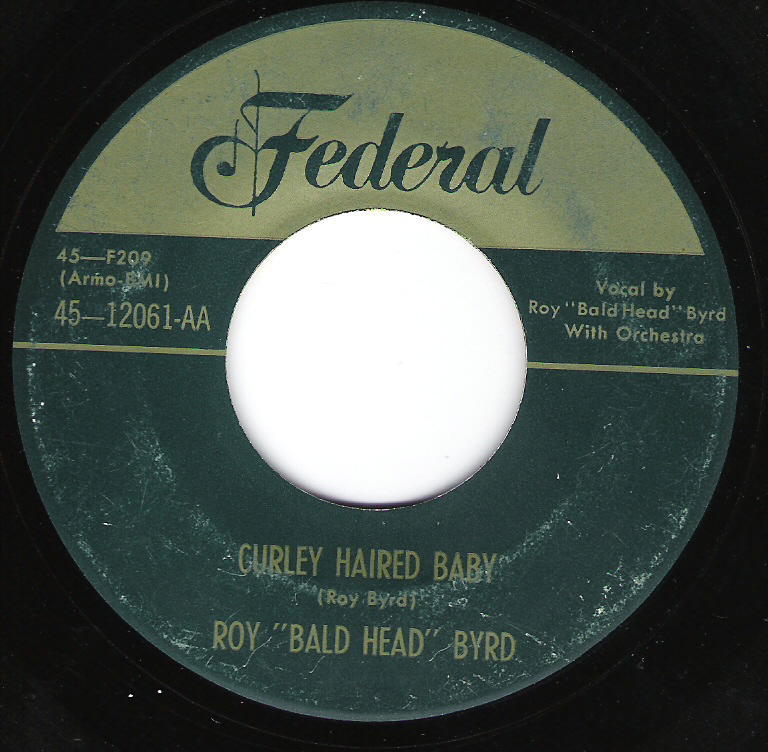 Federal
45—F209
(Armo-BMI)
45—12061-AA
Vocal by
Roy "Bald Head" Byrd
With Orchestra
CURLEY HAIRED BABY
(Roy Byrd)
ROY "BALD HEAD" BYRD